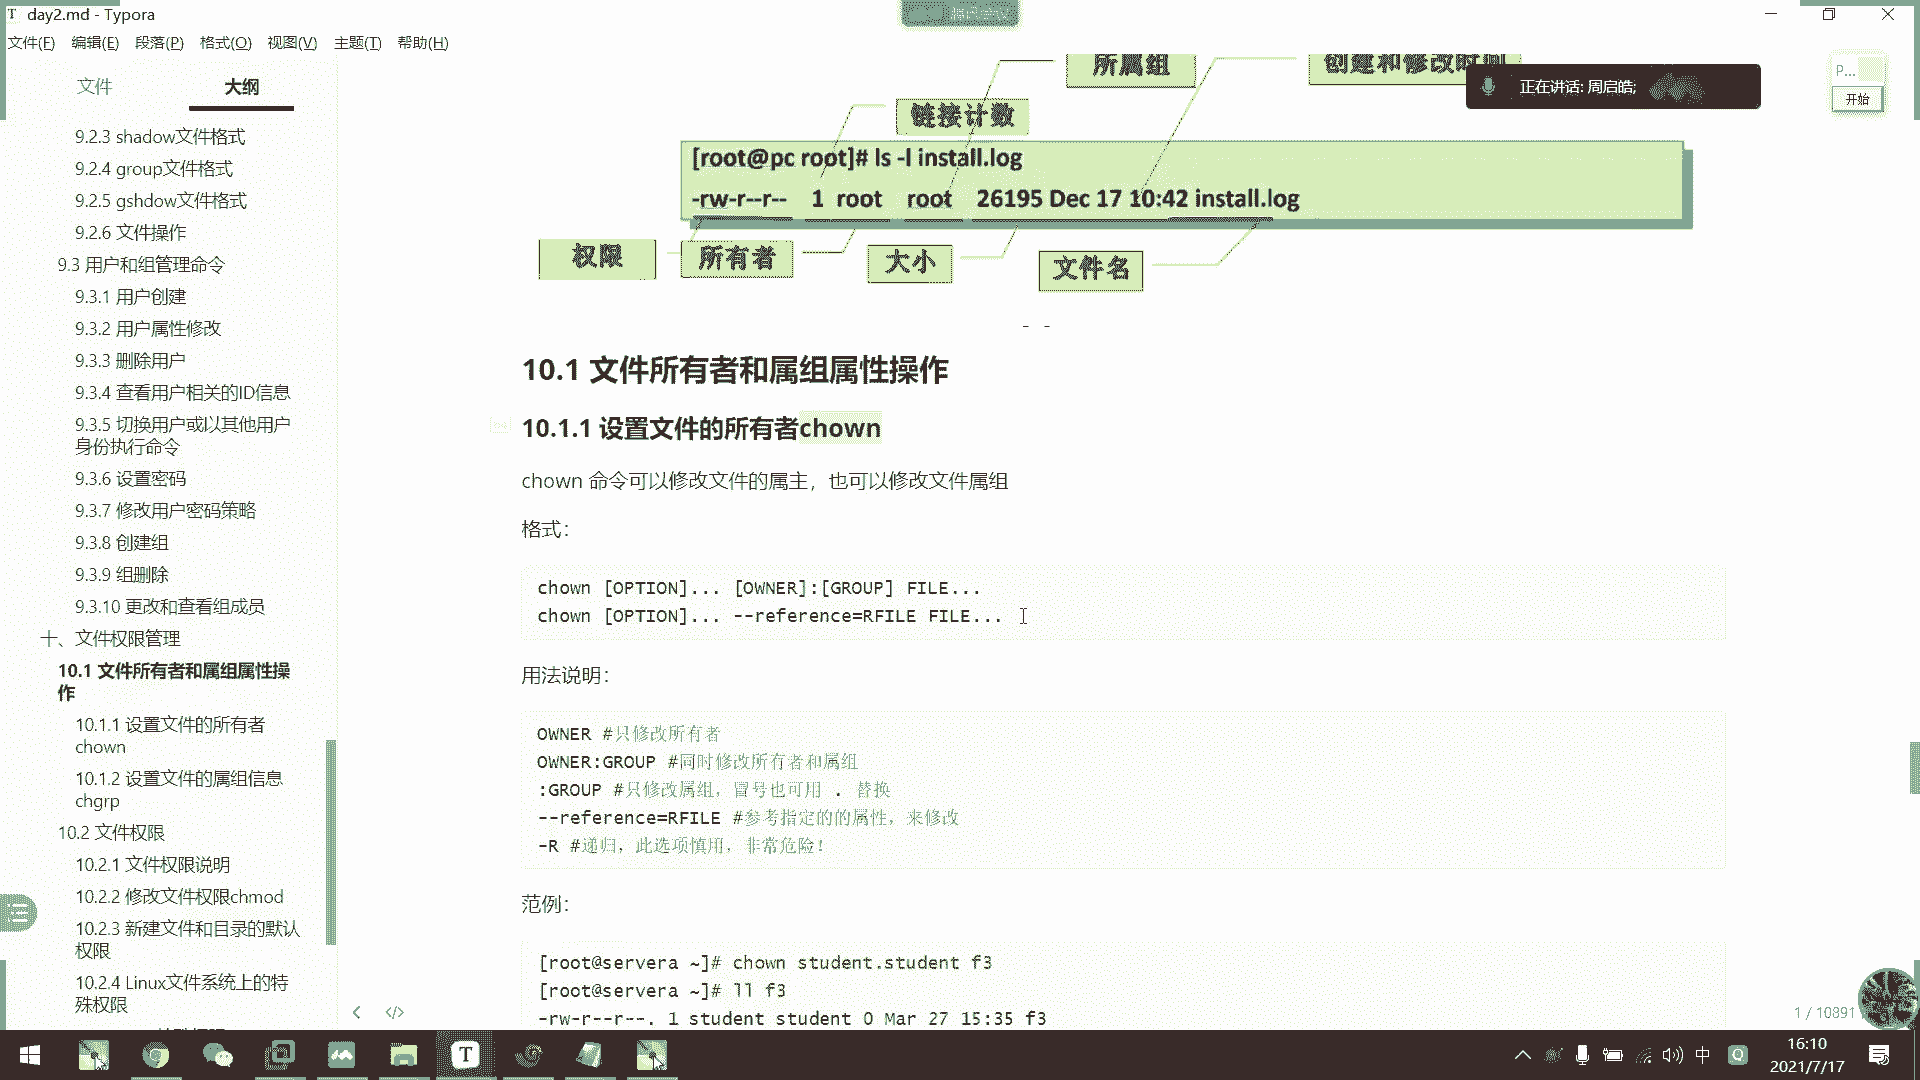 day2.md - Typora
文件(F) 编辑(E) 段落(P) 格式(O) 视图(V) 主题(T) 帮助(H)
文件
大纲
9.2.3 shadow文件格式
9.2.4 group文件格式
9.2.5 gshdow文件格式
9.2.6 文件操作
9.3 用户和组管理命令
9.3.1 用户创建
9.3.2 用户属性修改
9.3.3 删除用户
9.3.4 查看用户相关的ID信息
9.3.5 切换用户或以其他用户
身份执行命令
9.3.6 设置密码
9.3.7 修改用户密码策略
9.3.8 创建组
9.3.9 组删除
9.3.10 更改和查看组成员
十、文件权限管理
10.1 文件所有者和属组属性操
作
10.1.1 设置文件的所有者
chown
10.1.2 设置文件的属组信息
chgrp
10.2 文件权限
10.2.1 文件权限说明
10.2.2 修改文件权限chmod
10.2.3 新建文件和目录的默认
权限
10.2.4 Linux文件系统上的特
殊权限
所属组
创建和修改时间
正在讲话: 周启皓;
P...
开始
链接计数
[root@pc root]# ls -l install.log
-rw-r--r-- 1 root root 26195 Dec 17 10:42 install.log
权限
所有者
大小
文件名
10.1 文件所有者和属组属性操作
10.1.1 设置文件的所有者chown
chown 命令可以修改文件的属主，也可以修改文件属组
格式：
chown [OPTION]... [OWNER]:[GROUP] FILE...
chown [OPTION]... --reference=RFILE FILE...
用法说明：
OWNER #只修改所有者
OWNER:GROUP #同时修改所有者和属组
:GROUP #只修改属组，冒号也可用 . 替换
--reference=RFILE #参考指定的的属性，来修改
-R #递归，此选项慎用，非常危险！
范例：
[root@servera ~]# chown student.student f3
[root@servera ~]# ll f3
-rw-r--r--. 1 student student 0 Mar 27 15:35 f3
1 / 10891
中
16:10
2021/7/17